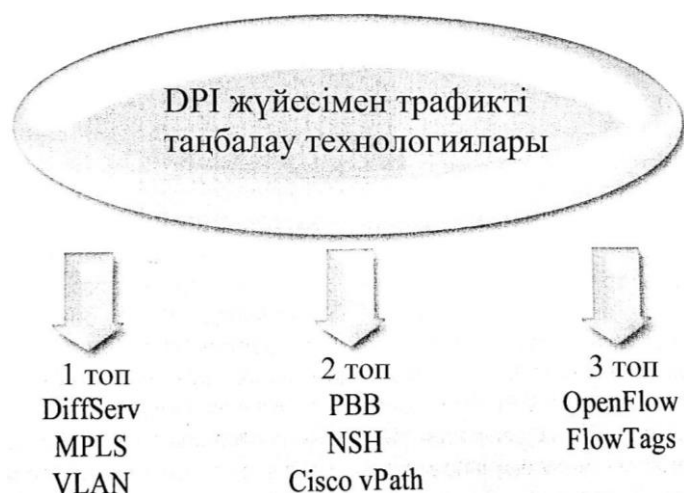 DPI жүйесімен трафикті
таңбалау технологиялары
1 топ
DiffServ
MPLS
VLAN
2 топ
PBB
NSH
Cisco vPath
3 топ
OpenFlow
FlowTags